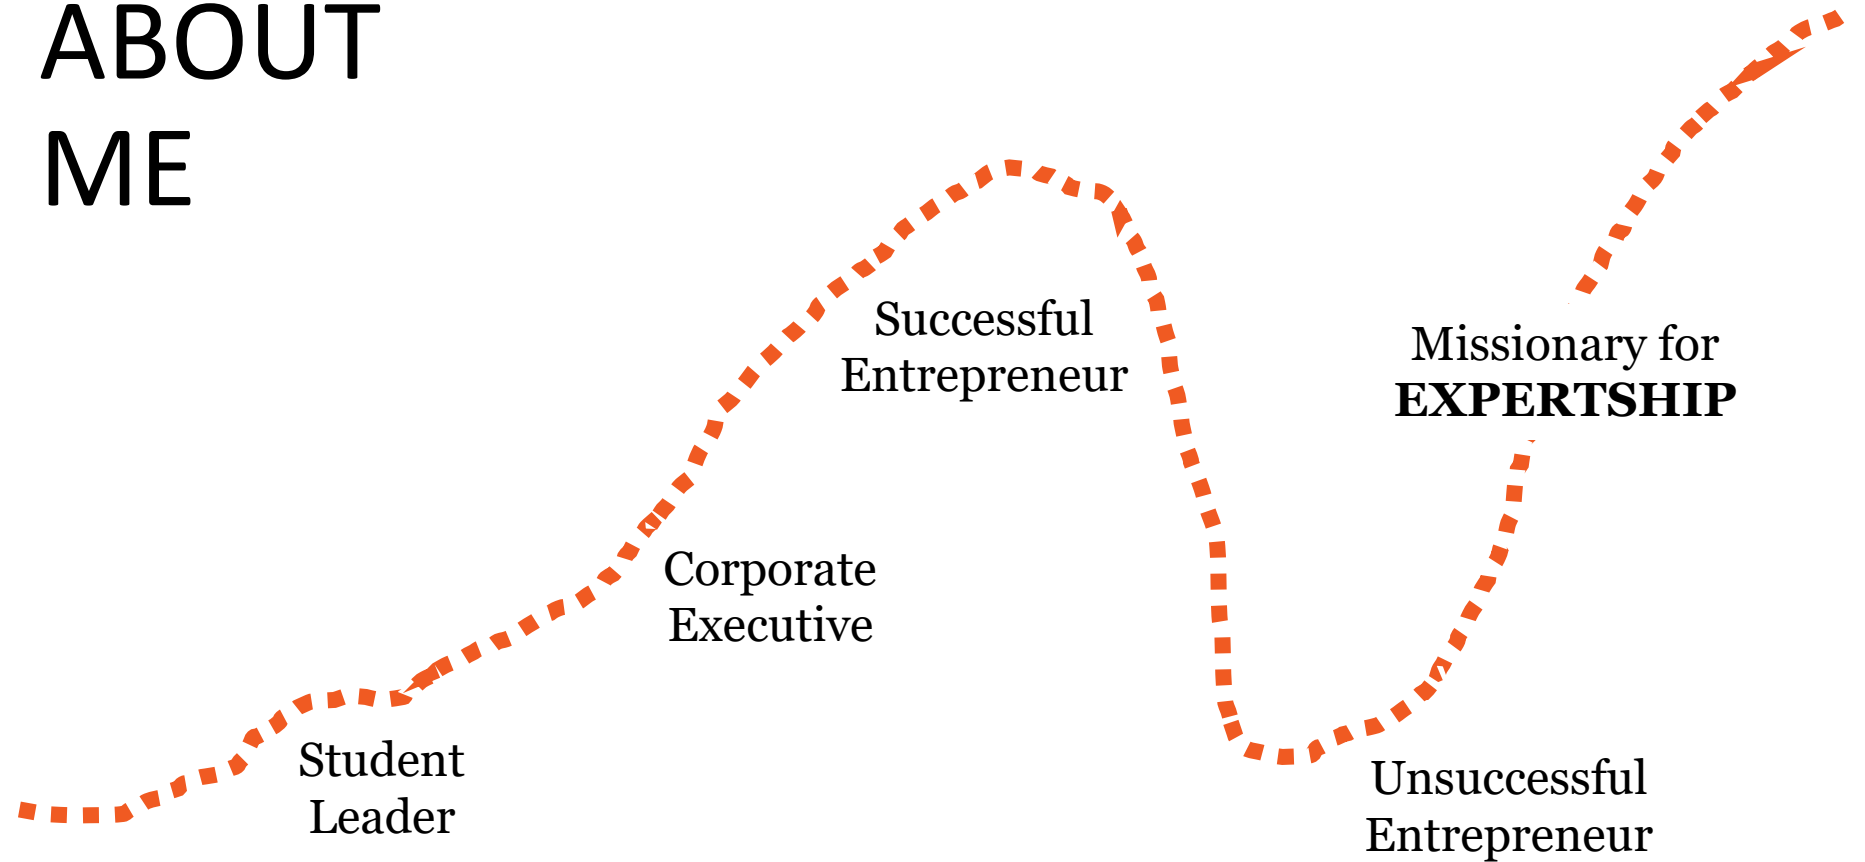 ABOUT
ME
Successful
Entrepreneur
Missionary for
EXPERTSHIP
Corporate
Executive
Student
Leader
Unsuccessful
Entrepreneur